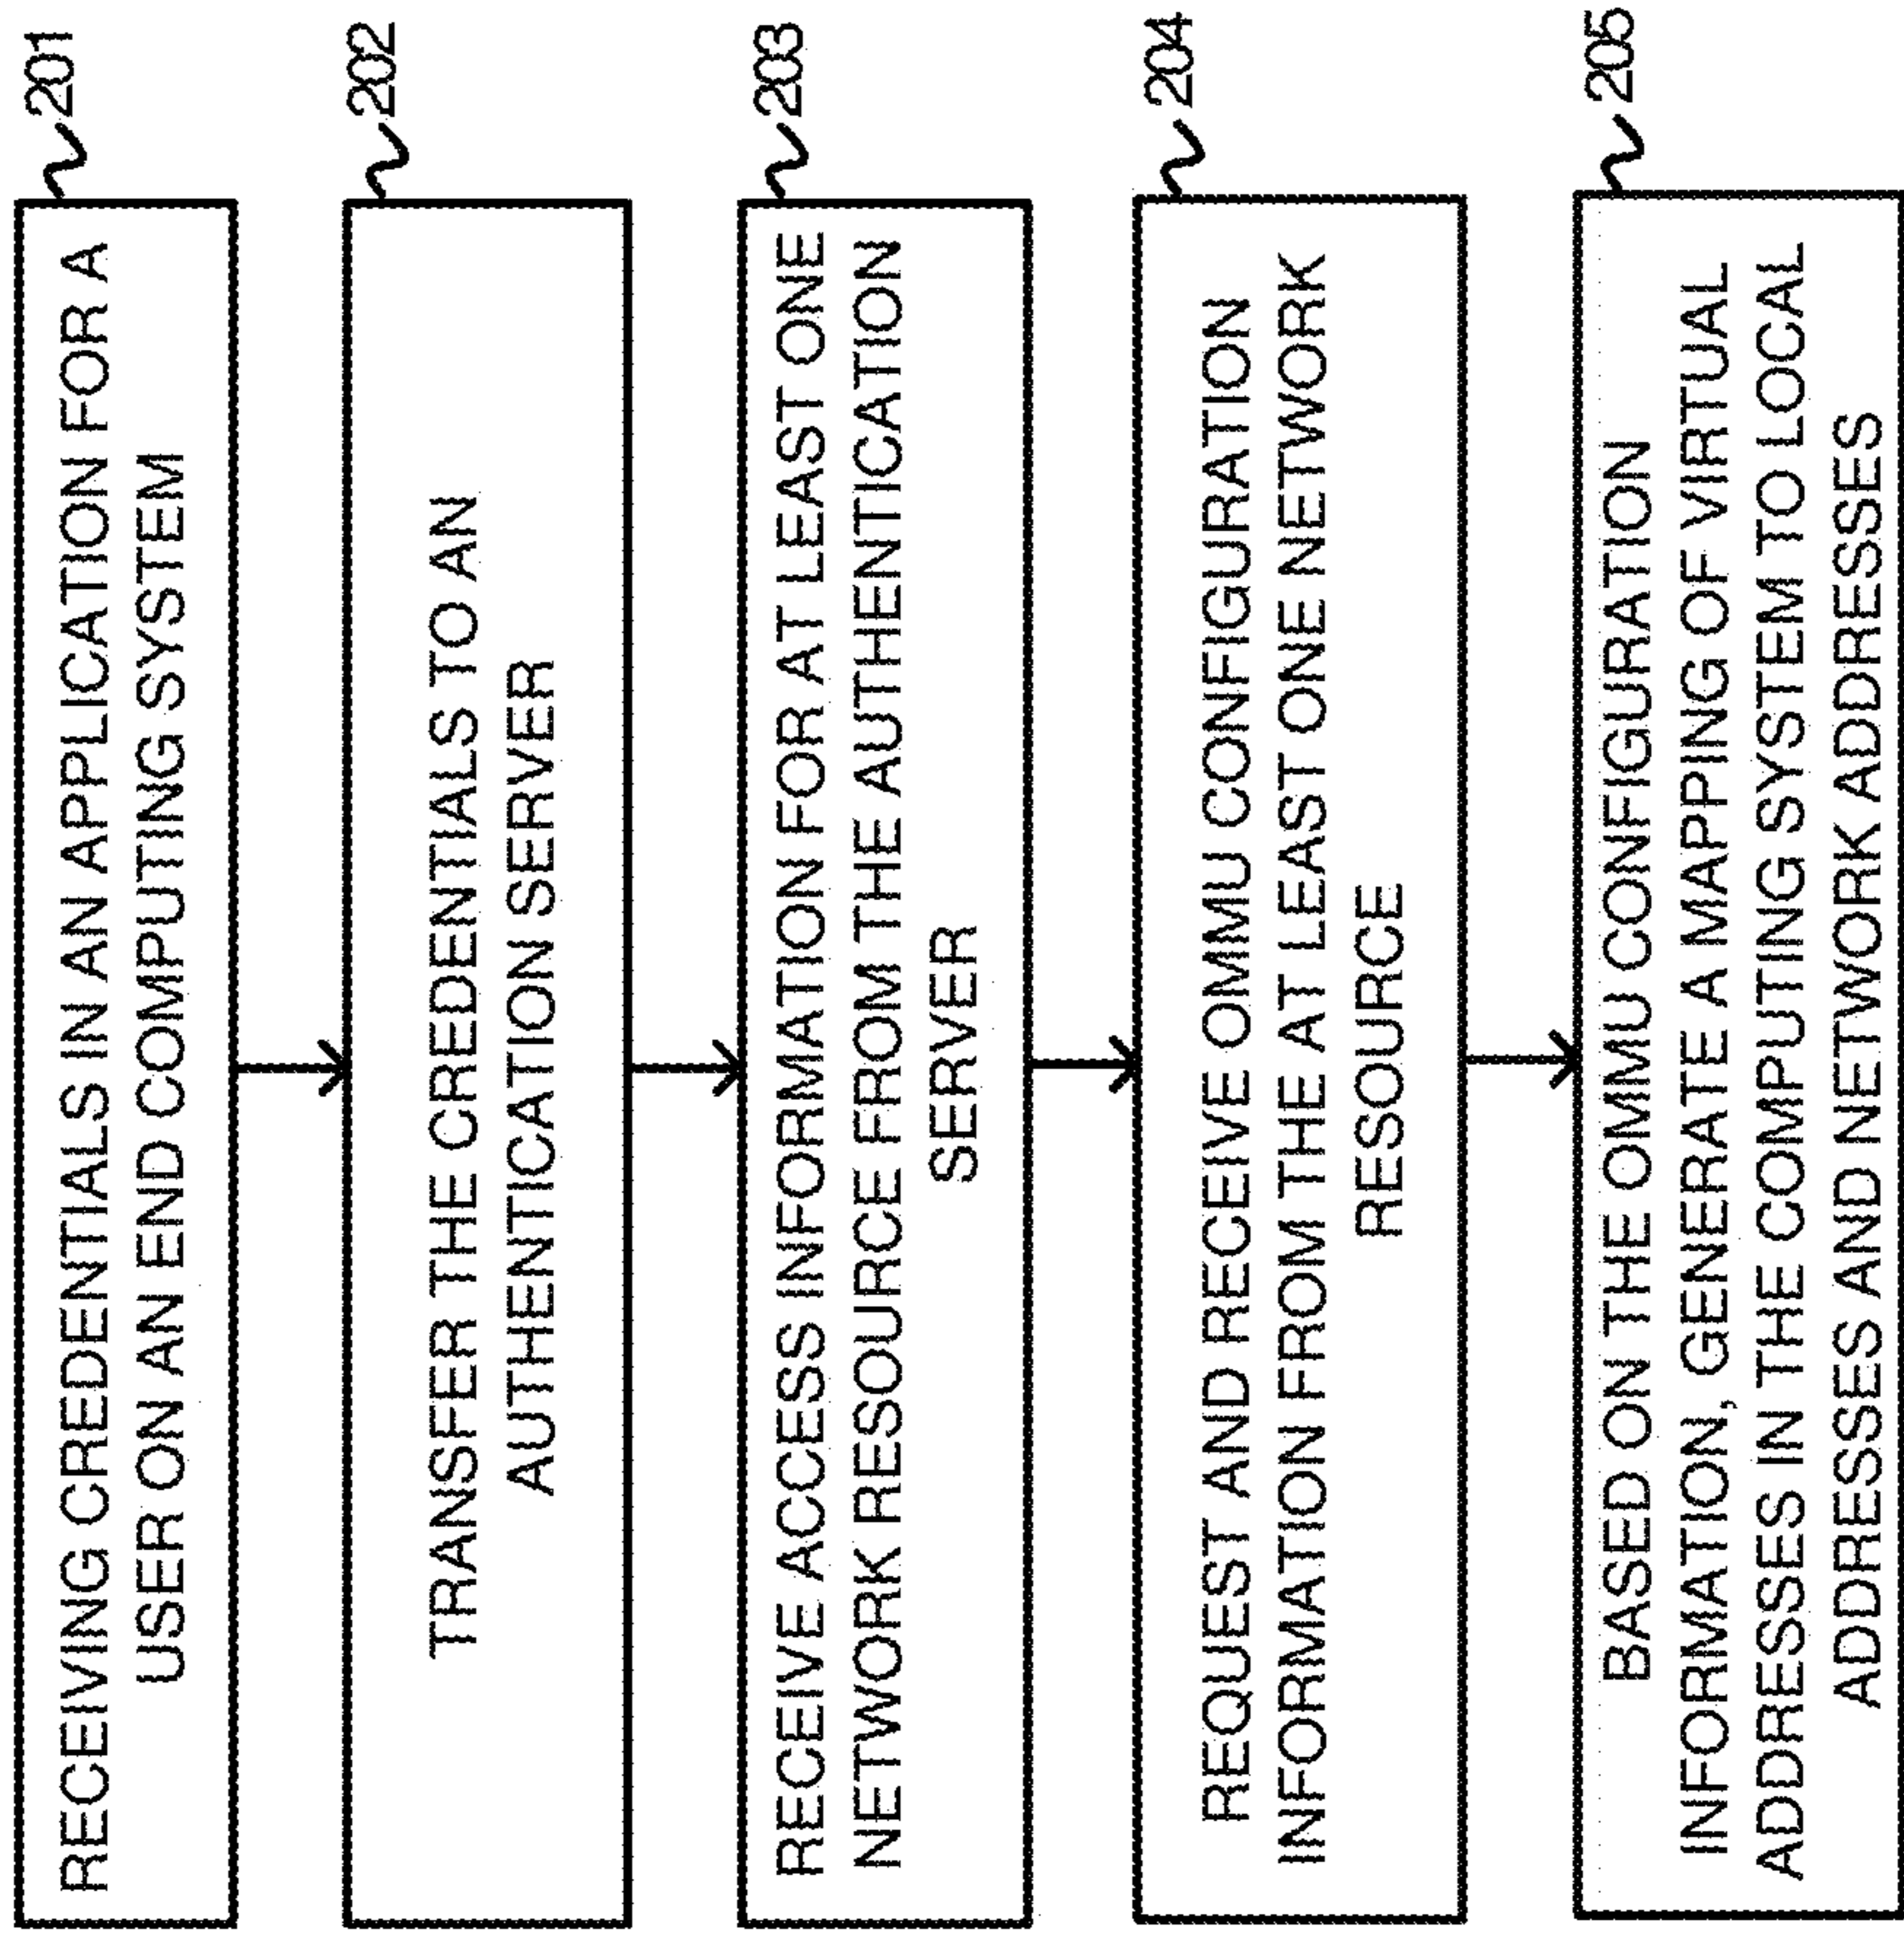 RECEIVING CREDENTIALS IN AN APPLICATION FOR A
USER ON AN END COMPUTING SYSTEM
201
TRANSFER THE CREDENTIALS TO AN
AUTHENTICATION SERVER
202
RECEIVE ACCESS INFORMATION FOR AT LEAST ONE
NETWORK RESOURCE FROM THE AUTHENTICATION
SERVER
203
REQUEST AND RECEIVE OMMU CONFIGURATION
INFORMATION FROM THE AT LEAST ONE NETWORK
RESOURCE
204
BASED ON THE OMMU CONFIGURATION
INFORMATION, GENERATE A MAPPING OF VIRTUAL
ADDRESSES IN THE COMPUTING SYSTEM TO LOCAL
ADDRESSES AND NETWORK ADDRESSES
205